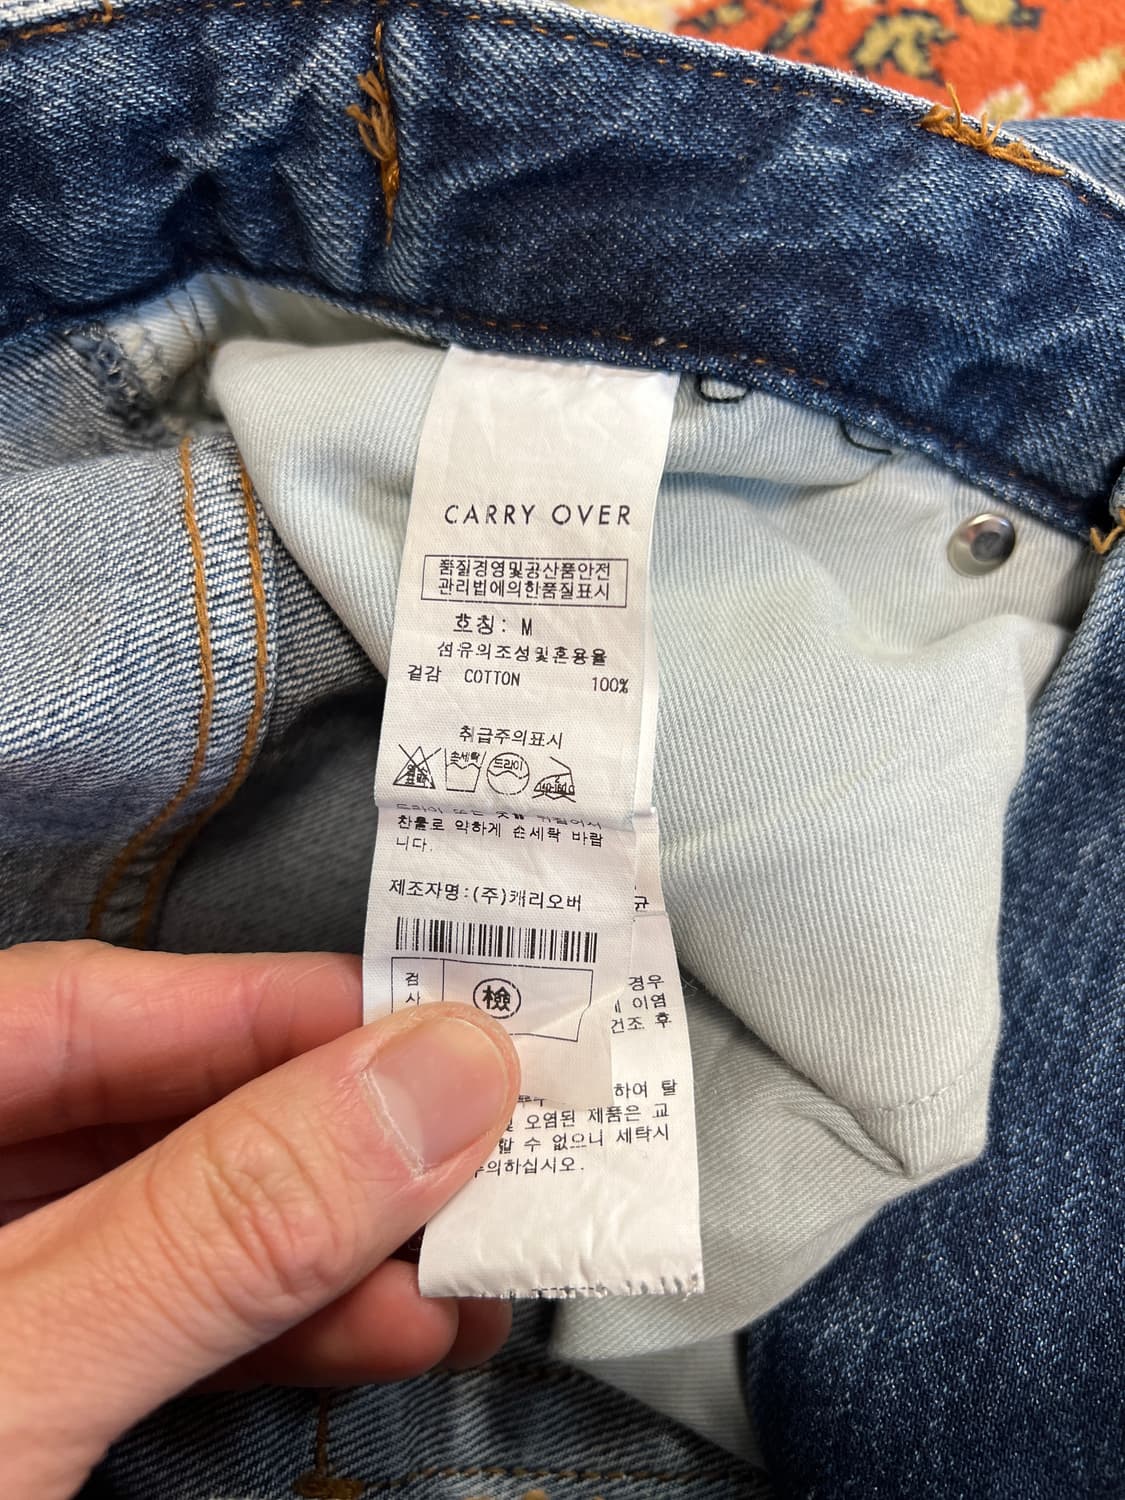 CARRY OVER
품질경영및공산품안전
관리법에의한품질표시
호칭: M
섬유의조성및혼용율
겉감 COTTON 100%
취급주의표시
손세탁
드라이
찬물로 약하게 손세탁 바랍
니다.
제조자명:(주)캐리오버
균
검
사
檢
경우
이염
건조 후
하여 탈
및 오염된 제품은 교
할 수 없으니 세탁시
주의하십시오.